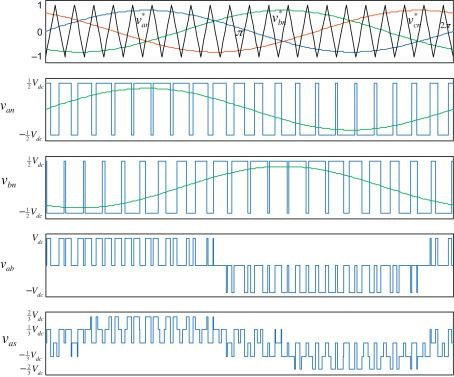 1
0
−1
v*an
v*bn
v*cn
π
2π
van
½Vdc
−½Vdc
vbn
½Vdc
−½Vdc
vab
Vdc
−Vdc
vas
⅔Vdc
⅓Vdc
−⅓Vdc
−⅔Vdc